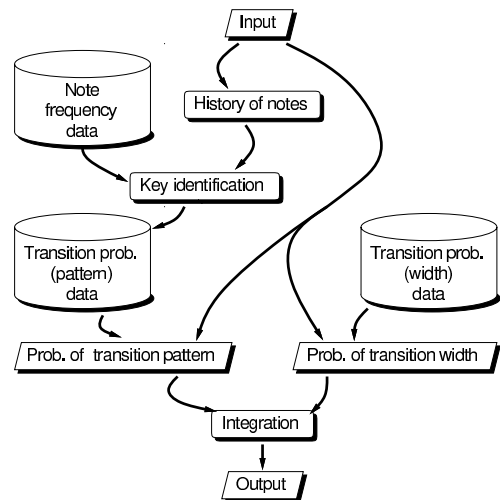 Input
Note
frequency
data
History of notes
Key identification
Transition prob.
(pattern)
data
Transition prob.
(width)
data
Prob. of transition pattern
Prob. of transition width
Integration
Output